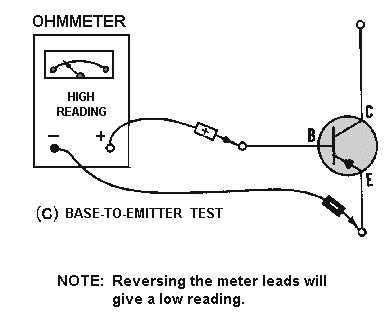 OHMMETER
HIGH
READING
− +
+
B
C
E
−
(C) BASE-TO-EMITTER TEST
NOTE: Reversing the meter leads will
give a low reading.